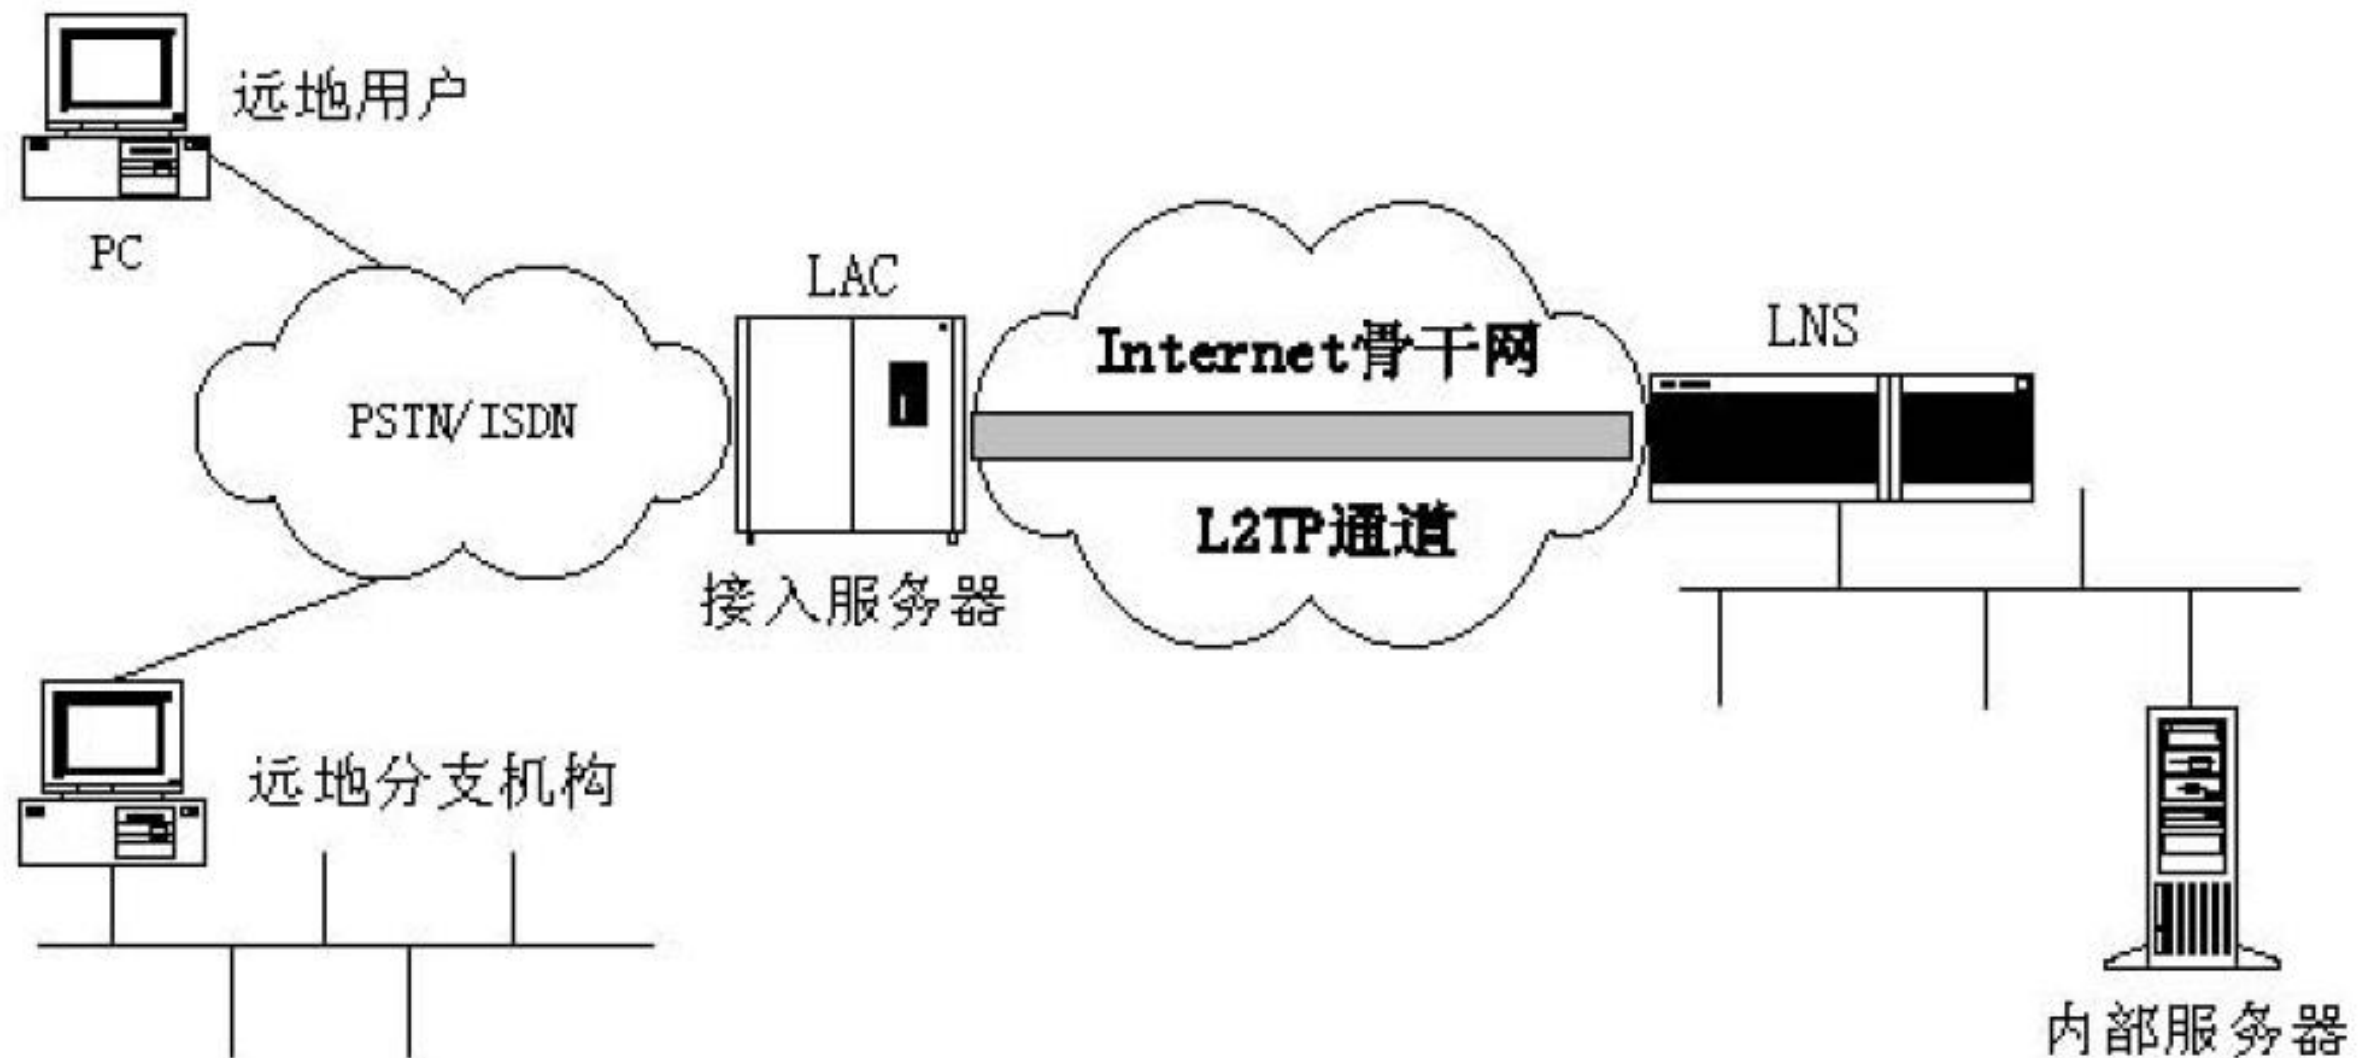 远地用户
PC
LAC
Internet骨干网
LNS
PSTN/ISDN
L2TP通道
接入服务器
远地分支机构
内部服务器